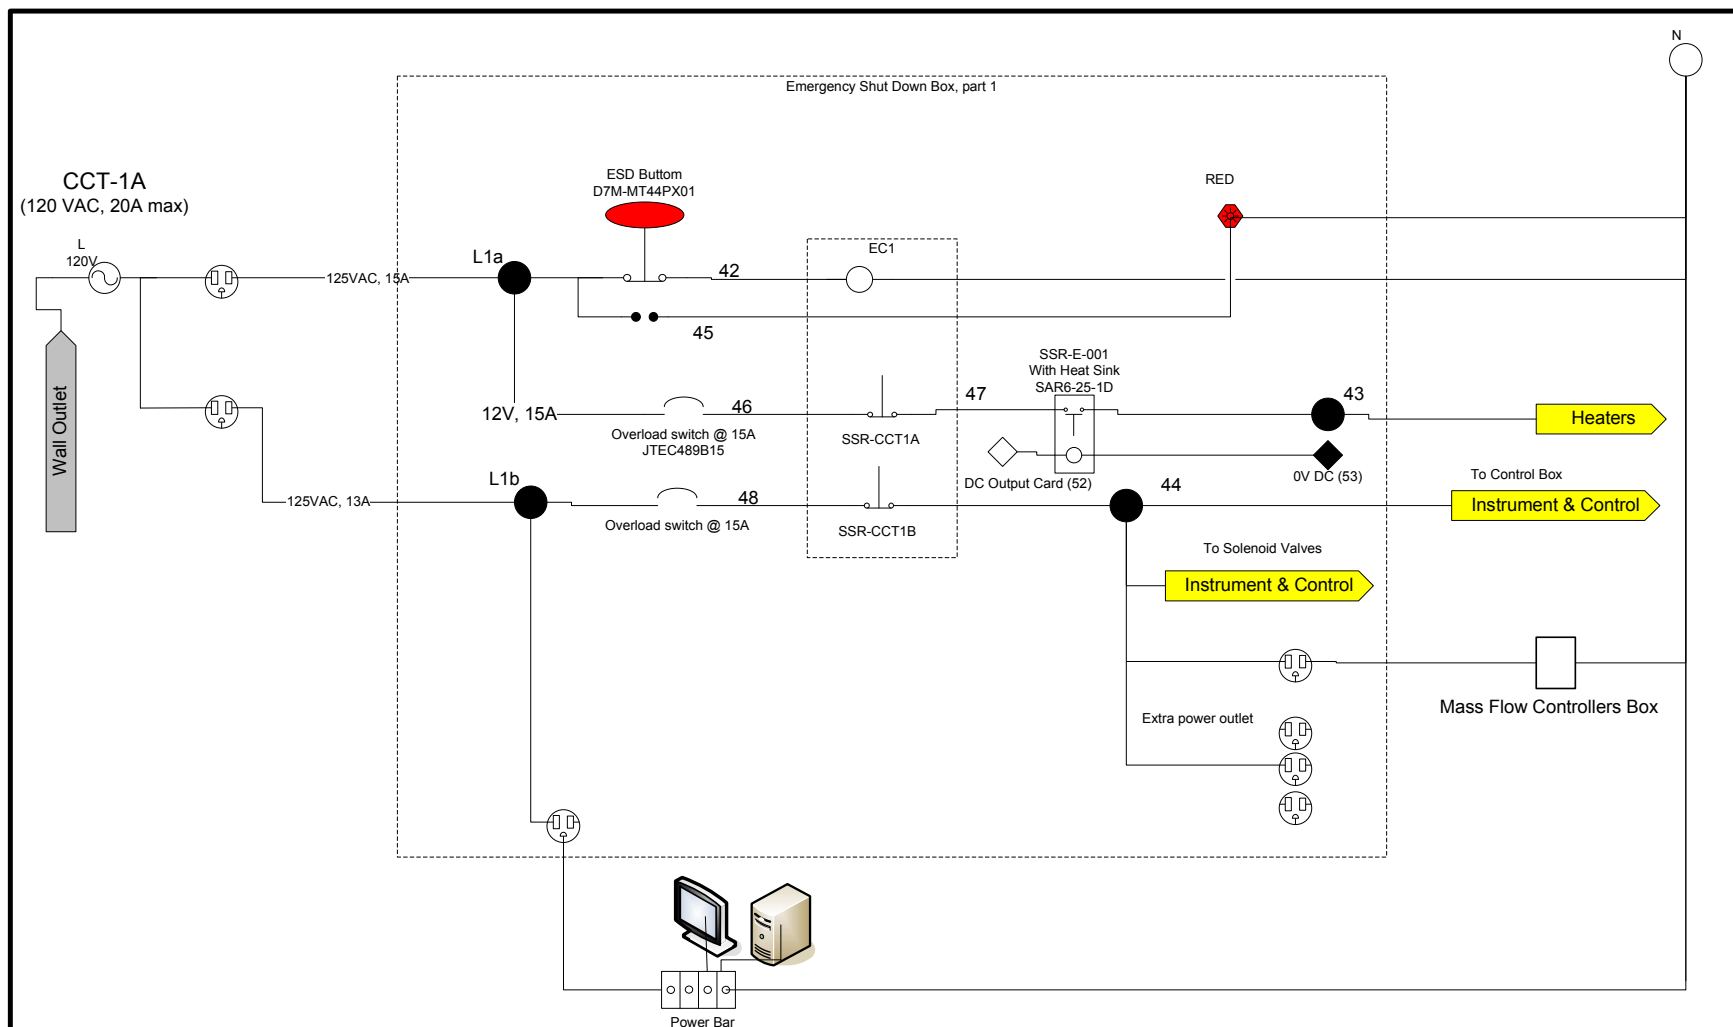 N
Emergency Shut Down Box, part 1
CCT-1A
(120 VAC, 20A max)
ESD Buttom
D7M-MT44PX01
RED
L
120V
L1a
42
EC1
125VAC, 15A
45
SSR-E-001
With Heat Sink
SAR6-25-1D
Wall Outlet
12V, 15A
46
47
43
Heaters
Overload switch @ 15A
JTEC489B15
SSR-CCT1A
L1b
DC Output Card (52)
0V DC (53)
To Control Box
125VAC, 13A
48
44
Instrument & Control
Overload switch @ 15A
SSR-CCT1B
To Solenoid Valves
Instrument & Control
Mass Flow Controllers Box
Extra power outlet
Power Bar